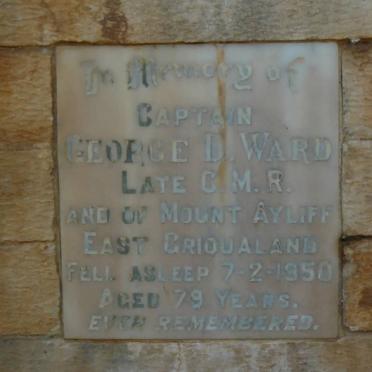 In Memory of
CAPTAIN
GEORGE D. WARD
LATE C. M. R.
AND OF MOUNT AYLIFF
EAST GRIQUALAND
FELL ASLEEP 7-2-1950
AGED 79 YEARS.
EVER REMEMBERED.